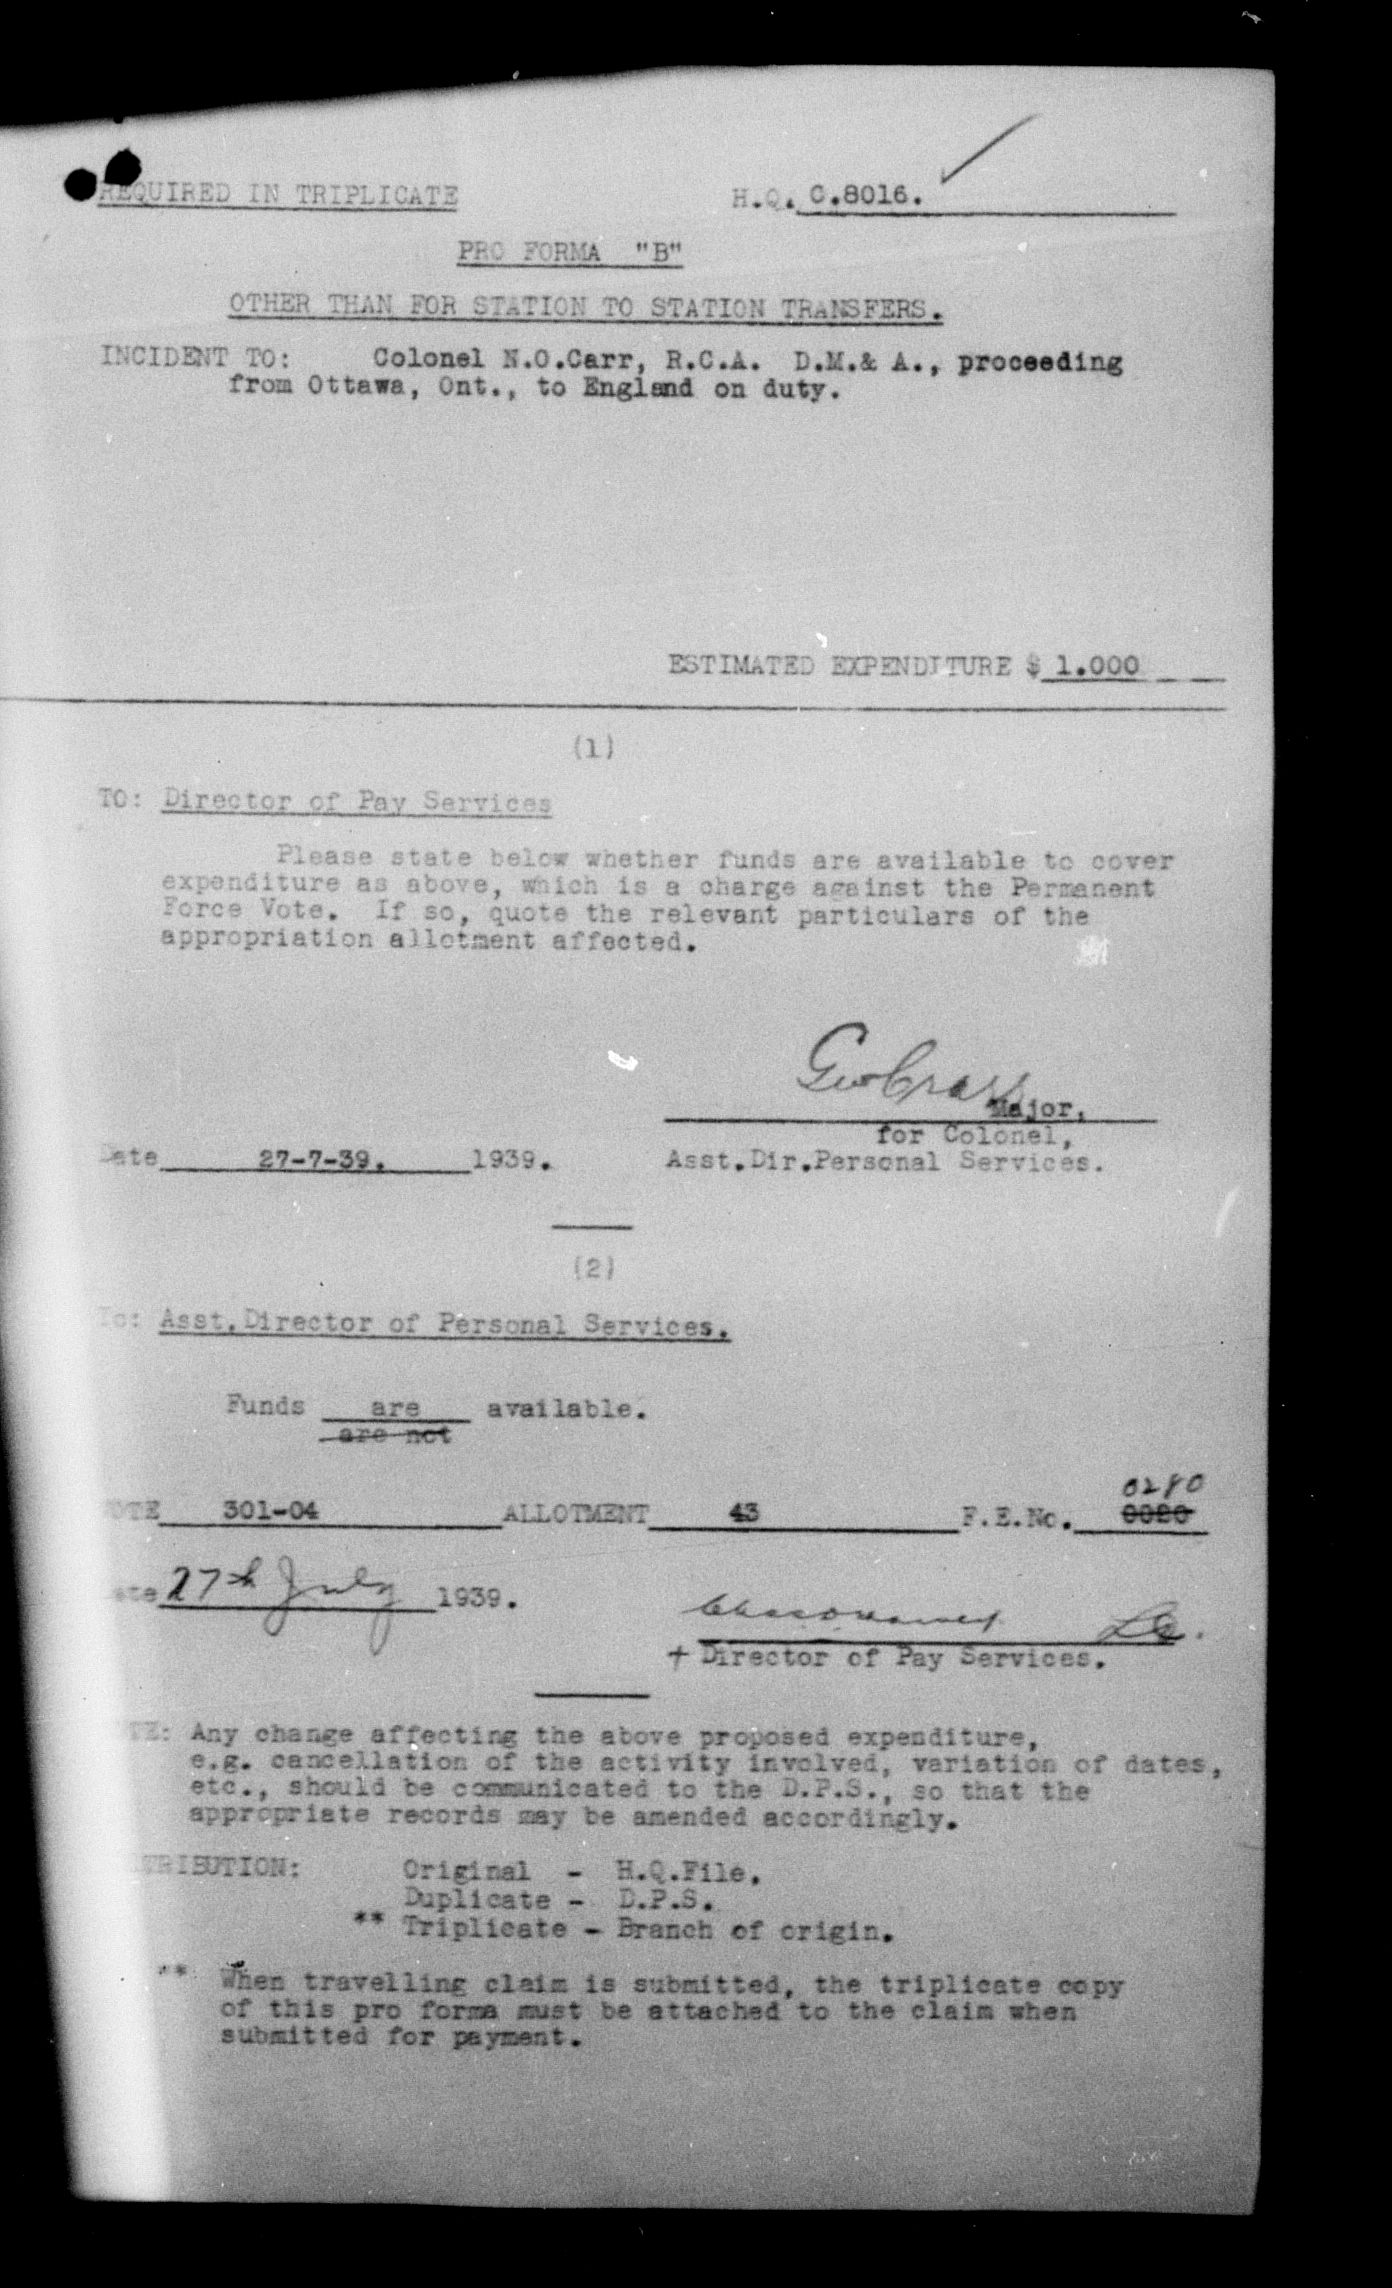 REQUIRED IN TRIPLICATE H.Q. C.8016.
PRO FORMA "B"
OTHER THAN FOR STATION TO STATION TRANSFERS.
INCIDENT TO: Colonel N.O.Carr, R.C.A. D.M.& A., proceeding
from Ottawa, Ont., to England on duty.
ESTIMATED EXPENDITURE $ 1.000
(1)
TO: Director of Pay Services
Please state below whether funds are available to cover
expenditure as above, which is a charge against the Permanent
Force Vote. If so, quote the relevant particulars of the
appropriation allotment affected.
Major,
for Colonel,
Date 27-7-39. 1939. Asst.Dir.Personal Services.
(2)
To: Asst.Director of Personal Services.
Funds are available.
are not
0280
VOTE 301-04 ALLOTMENT 43 F.E.No.
Date 27th July 1939.
Director of Pay Services.
NOTE: Any change affecting the above proposed expenditure,
e.g. cancellation of the activity involved, variation of dates,
etc., should be communicated to the D.P.S., so that the
appropriate records may be amended accordingly.
DISTRIBUTION: Original - H.Q.File.
Duplicate - D.P.S.
** Triplicate - Branch of origin.
** When travelling claim is submitted, the triplicate copy
of this pro forma must be attached to the claim when
submitted for payment.